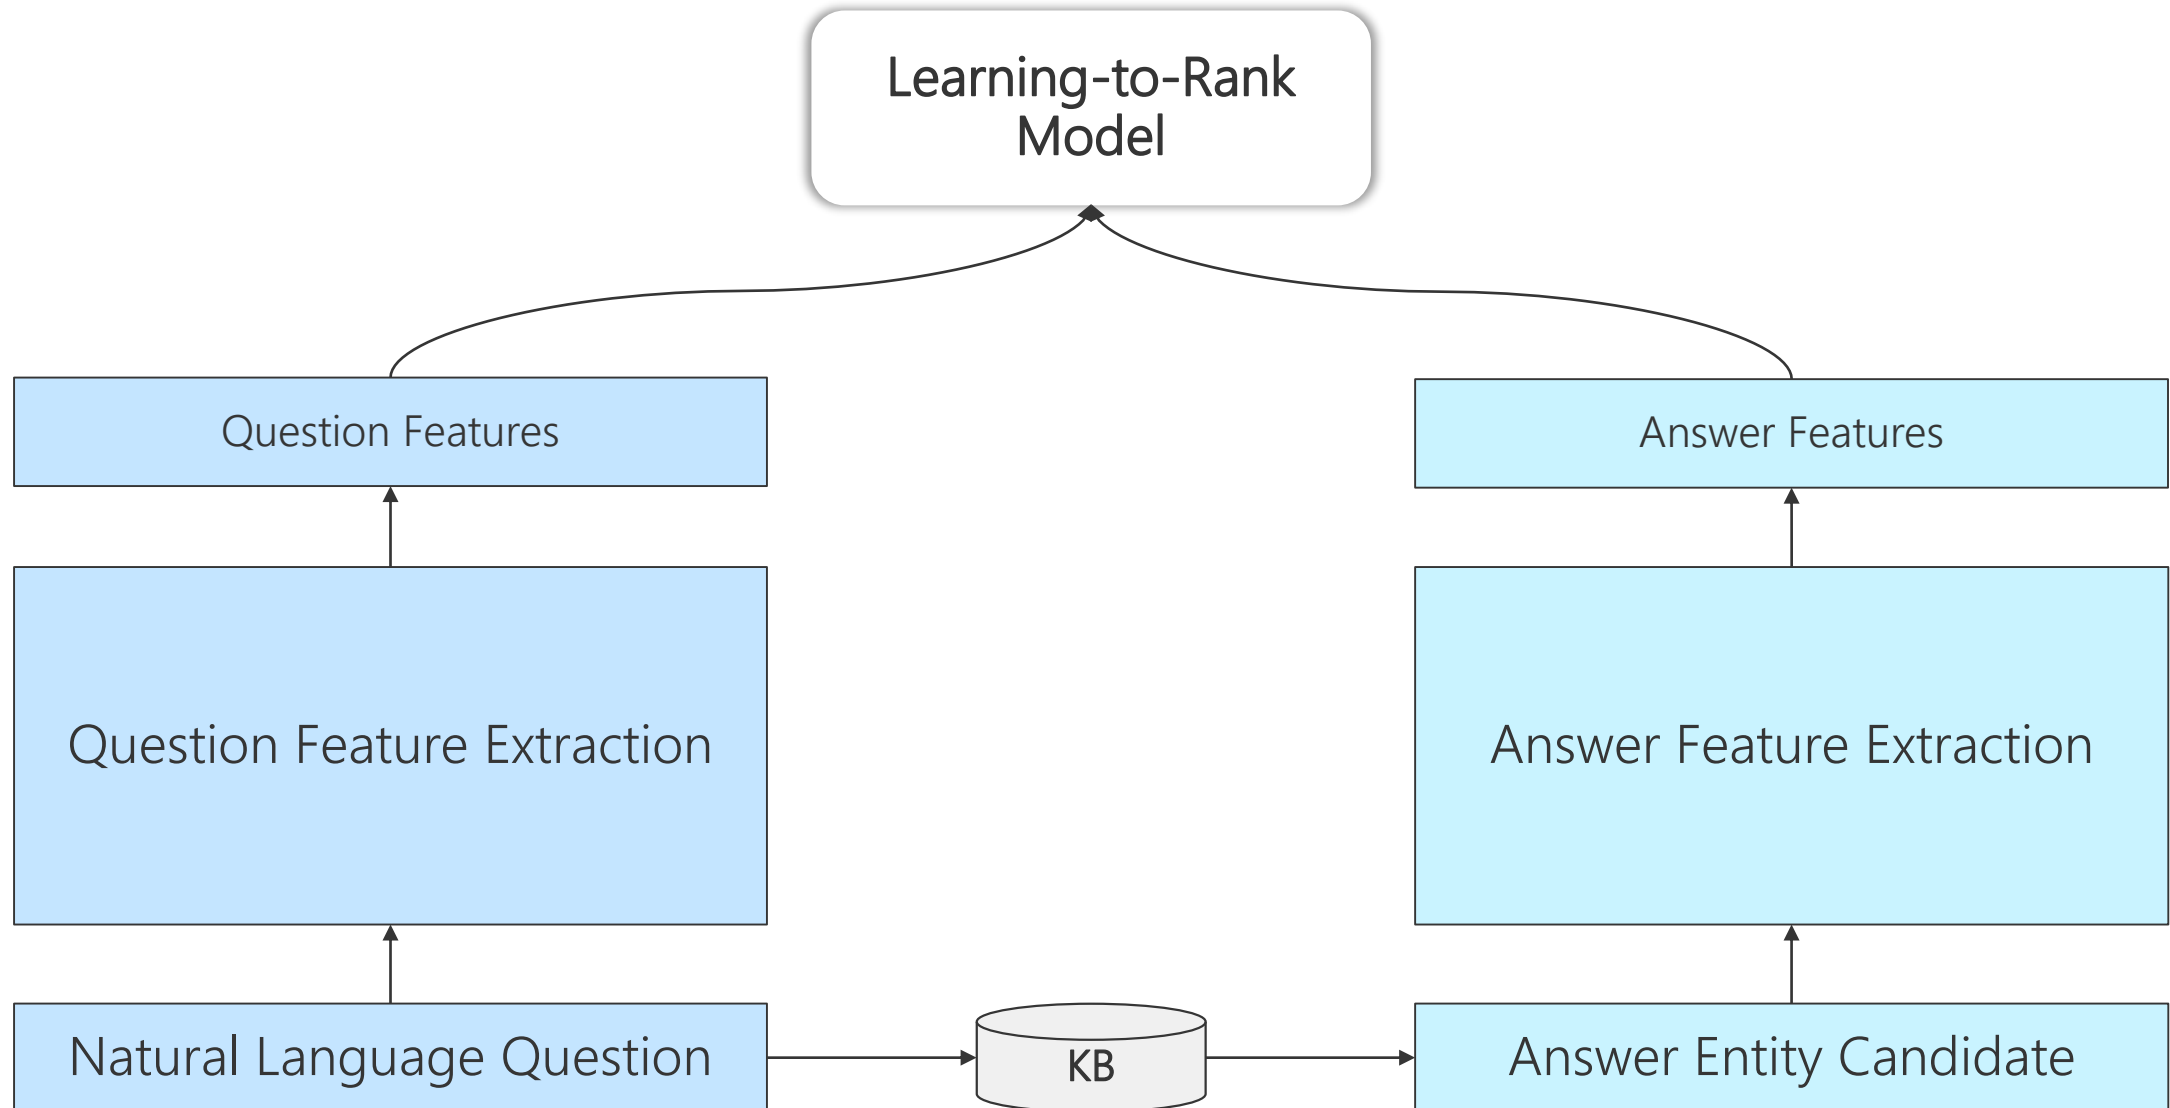 Learning-to-Rank
Model
Question Features
Answer Features
Question Feature Extraction
Answer Feature Extraction
Natural Language Question
KB
Answer Entity Candidate